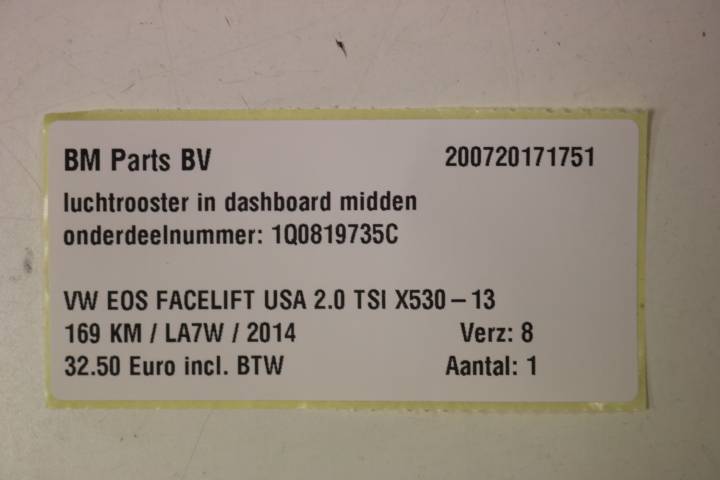 BM Parts BV 200720171751
luchtrooster in dashboard midden
onderdeelnummer: 1Q0819735C
VW EOS FACELIFT USA 2.0 TSI X530 – 13
169 KM / LA7W / 2014 Verz: 8
32.50 Euro incl. BTW Aantal: 1